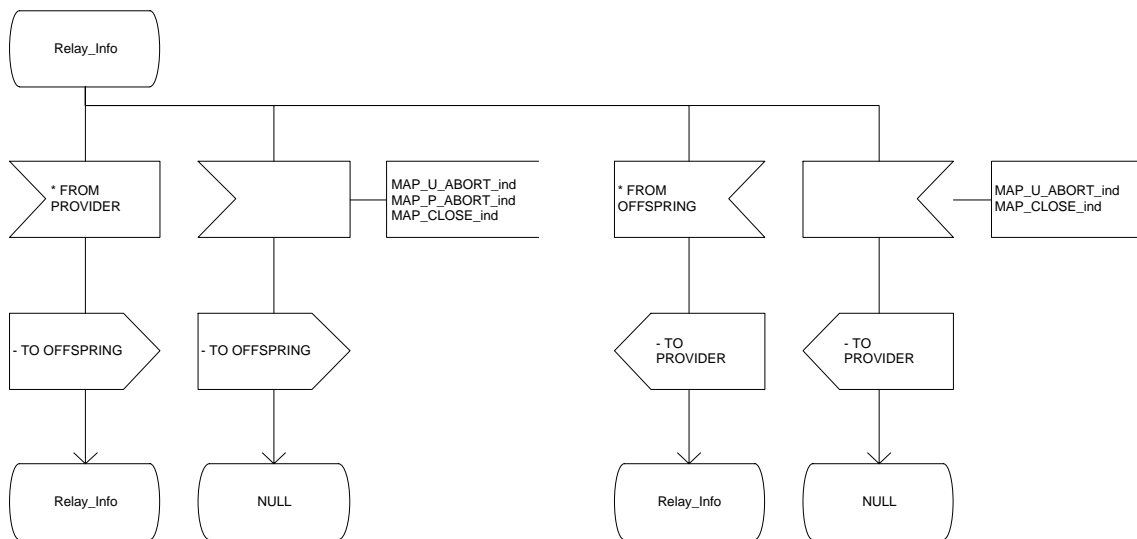 Relay_Info
* FROM
PROVIDER
MAP_U_ABORT_ind
MAP_P_ABORT_ind
MAP_CLOSE_ind
* FROM
OFFSPRING
MAP_U_ABORT_ind
MAP_CLOSE_ind
- TO OFFSPRING
- TO OFFSPRING
- TO
PROVIDER
- TO
PROVIDER
Relay_Info
NULL
Relay_Info
NULL